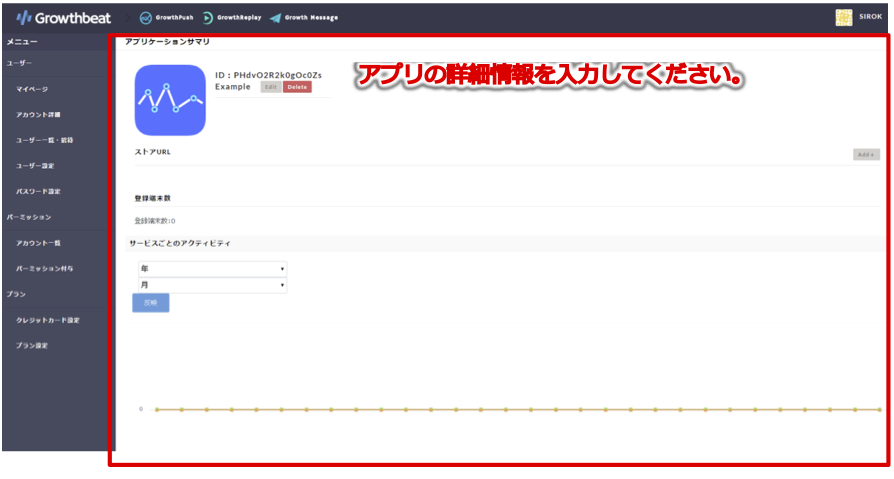 Growthbeat
GrowthPush
GrowthReplay
Growth Message
SIROK
メニュー
アプリケーションサマリ
ユーザー
マイページ
アカウント詳細
ユーザー一覧・招待
ユーザー設定
パスワード設定
パーミッション
アカウント一覧
パーミッション付与
プラン
クレジットカード設定
プラン設定
ID : PHdvO2R2k0gOc0Zs
Example Edit Delete
アプリの詳細情報を入力してください。
ストアURL
Add +
登録端末数
登録端末数:0
サービスごとのアクティビティ
年
月
反映
0